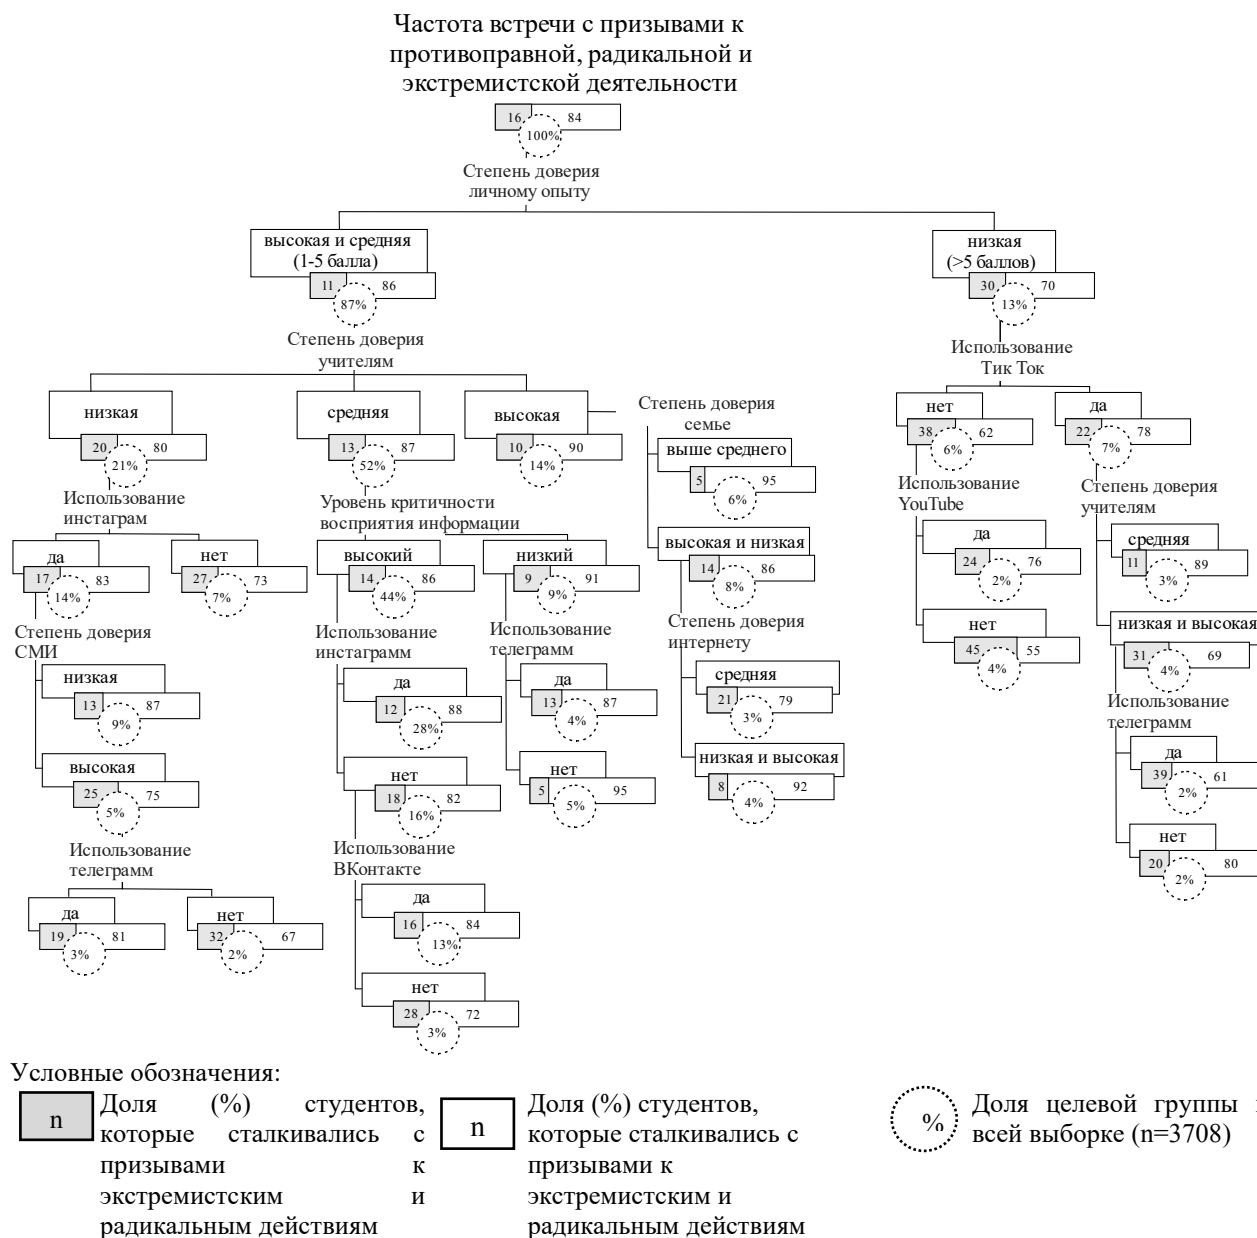 Частота встречи с призывами к
противоправной, радикальной и
экстремистской деятельности
16 84
100%
Степень доверия
личному опыту
высокая и средняя
(1-5 балла)
11 86
87%
низкая
(>5 баллов)
30 70
13%
Степень доверия
учителям
низкая
20 80
21%
средняя
13 87
52%
высокая
10 90
14%
Использование
инстаграм
да
17 83
14%
нет
27 73
7%
Степень доверия
СМИ
низкая
13 87
9%
высокая
25 75
5%
Использование
телеграмм
да
19 81
3%
нет
32 67
2%
Уровень критичности
восприятия информации
высокий
14 86
44%
низкий
9 91
9%
Использование
инстаграмм
да
12 88
28%
нет
18 82
16%
Использование
ВКонтакте
да
16 84
13%
нет
28 72
3%
Использование
телеграмм
да
13 87
4%
нет
5 95
5%
Степень доверия
семье
выше среднего
5 95
6%
высокая и низкая
14 86
8%
Степень доверия
интернету
средняя
21 79
3%
низкая и высокая
8 92
4%
Использование
Тик Ток
нет
38 62
6%
да
22 78
7%
Использование
YouTube
да
24 76
2%
нет
45 55
4%
Степень доверия
учителям
средняя
11 89
3%
низкая и высокая
31 69
4%
Использование
телеграмм
да
39 61
2%
нет
20 80
2%
Условные обозначения:
n
Доля (%) студентов,
которые сталкивались с
призывами к
экстремистским и
радикальным действиям
n
Доля (%) студентов,
которые сталкивались с
призывами к
экстремистским и
радикальным действиям
%
Доля целевой группы
всей выборке (n=3708)